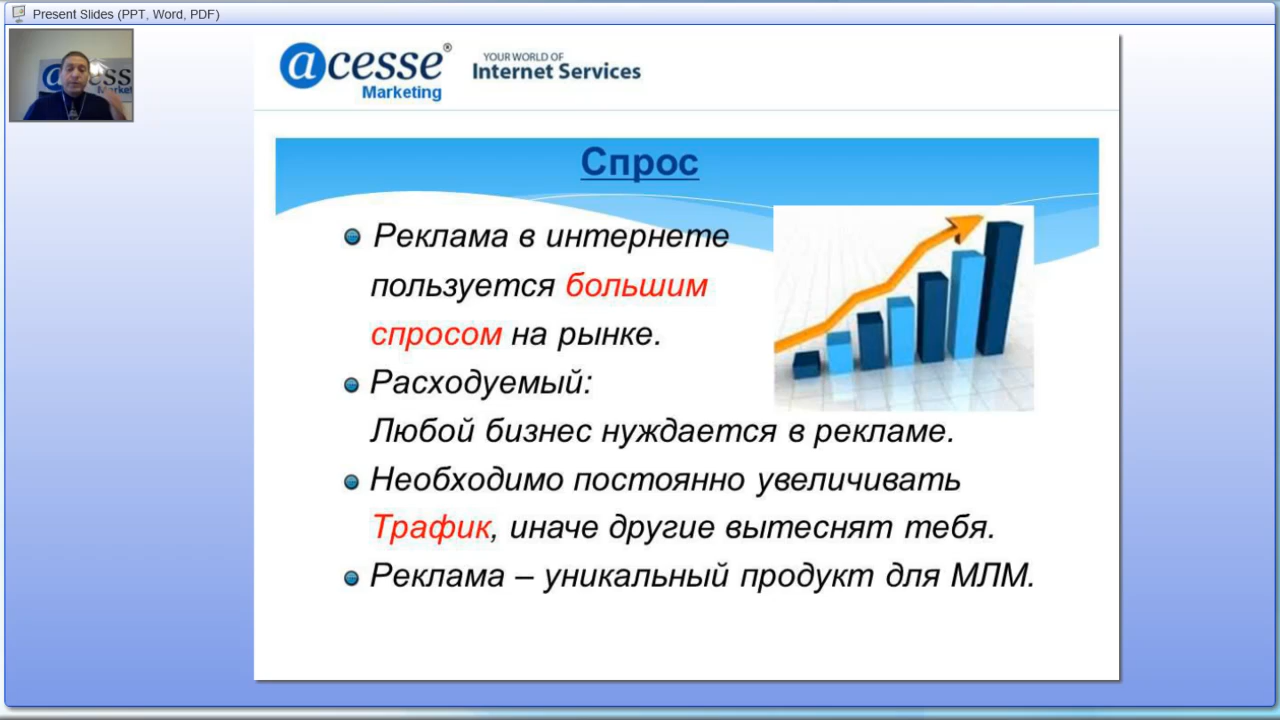 Present Slides (PPT, Word, PDF)
@cesse®
Marketing
YOUR WORLD OF
Internet Services
Спрос
Реклама в интернете
пользуется большим
спросом на рынке.
Расходуемый:
Любой бизнес нуждается в рекламе.
Необходимо постоянно увеличивать
Трафик, иначе другие вытеснят тебя.
Реклама – уникальный продукт для МЛМ.